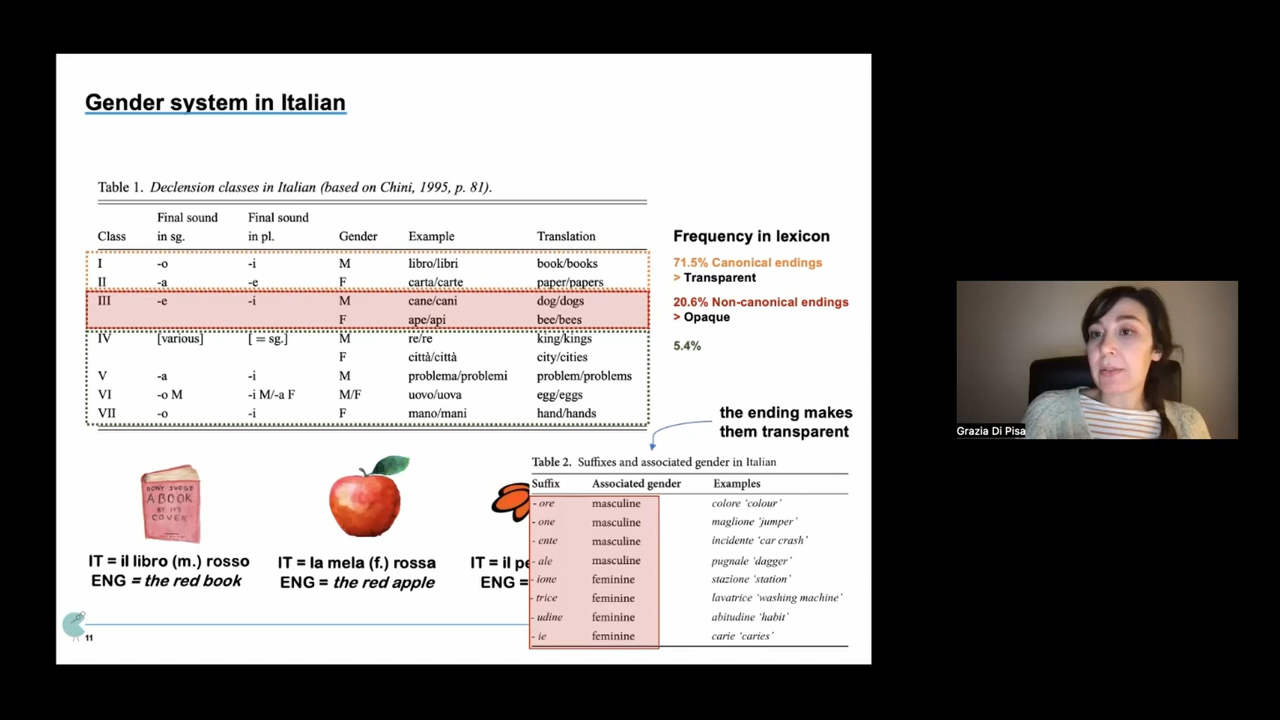 Gender system in Italian
Table 1. Declension classes in Italian (based on Chini, 1995, p. 81).
Final sound Final sound
Class in sg. in pl. Gender Example Translation
I -o -i M libro/libri book/books
II -a -e F carta/carte paper/papers
III -e -i M cane/cani dog/dogs
F ape/api bee/bees
IV [various] [ = sg.] M re/re king/kings
F città/città city/cities
V -a -i M problema/problemi problem/problems
VI -o M -i M/-a F M/F uovo/uova egg/eggs
VII -o -i F mano/mani hand/hands
Frequency in lexicon
71.5% Canonical endings
> Transparent
20.6% Non-canonical endings
> Opaque
5.4%
the ending makes
them transparent
DON'T JUDGE
A BOOK
BY ITS
COVER
IT = il libro (m.) rosso
ENG = the red book
IT = la mela (f.) rossa
ENG = the red apple
IT = il pe
ENG =
Table 2. Suffixes and associated gender in Italian
Suffix Associated gender Examples
- ore masculine colore ‘colour’
- one masculine maglione ‘jumper’
- ente masculine incidente ‘car crash’
- ale masculine pugnale ‘dagger’
- ione feminine stazione ‘station’
- trice feminine lavatrice ‘washing machine’
- udine feminine abitudine ‘habit’
- ie feminine carie ‘caries’
11
Grazia Di Pisa